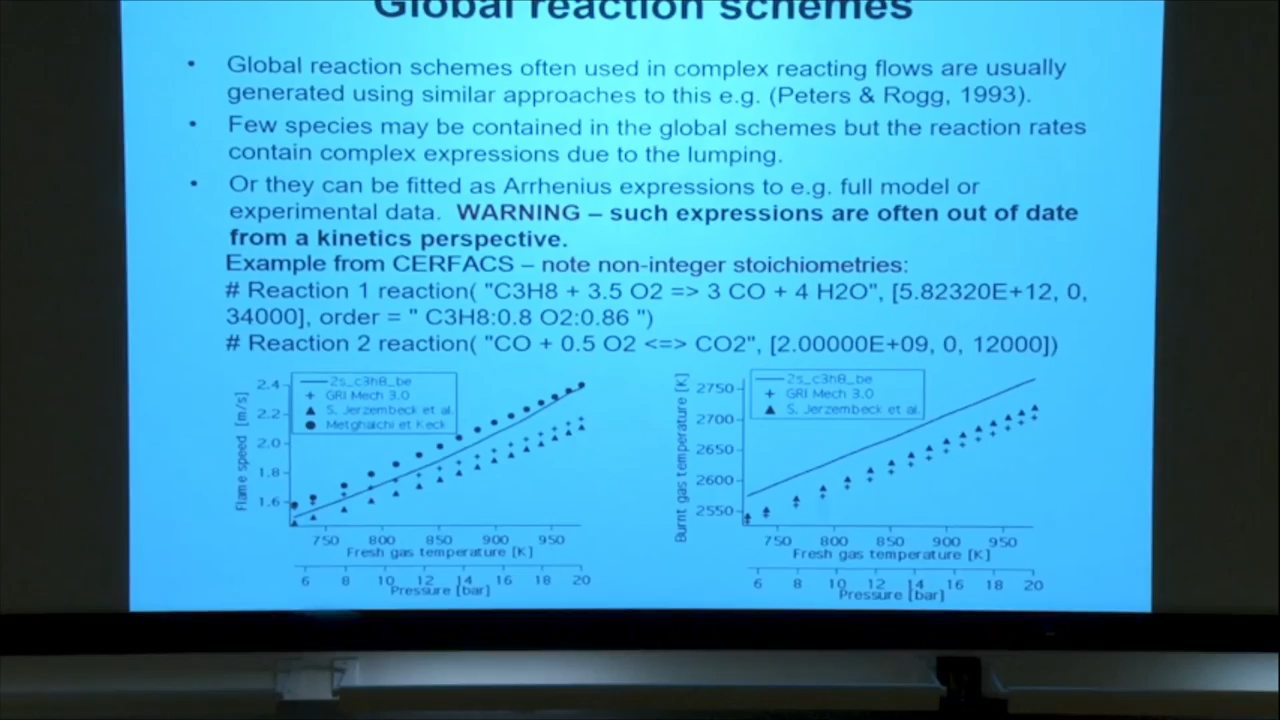 Global reaction schemes
• Global reaction schemes often used in complex reacting flows are usually
generated using similar approaches to this e.g. (Peters & Rogg, 1993).
• Few species may be contained in the global schemes but the reaction rates
contain complex expressions due to the lumping.
• Or they can be fitted as Arrhenius expressions to e.g. full model or
experimental data. WARNING – such expressions are often out of date
from a kinetics perspective.
Example from CERFACS – note non-integer stoichiometries:
# Reaction 1 reaction( "C3H8 + 3.5 O2 => 3 CO + 4 H2O", [5.82320E+12, 0,
34000], order = " C3H8:0.8 O2:0.86 ")
# Reaction 2 reaction( "CO + 0.5 O2 <=> CO2", [2.00000E+09, 0, 12000])
2s_c3h8_be
GRI Mech 3.0
S. Jerzembeck et al.
Metghalchi et Keck
Flame speed [m/s]
2.4
2.2
2.0
1.8
1.6
750 800 850 900 950
Fresh gas temperature [K]
6 8 10 12 14 16 18 20
Pressure [bar]
2s_c3h8_be
GRI Mech 3.0
S. Jerzembeck et al.
Burnt gas temperature [K]
2750
2700
2650
2600
2550
750 800 850 900 950
Fresh gas temperature [K]
6 8 10 12 14 16 18 20
Pressure [bar]